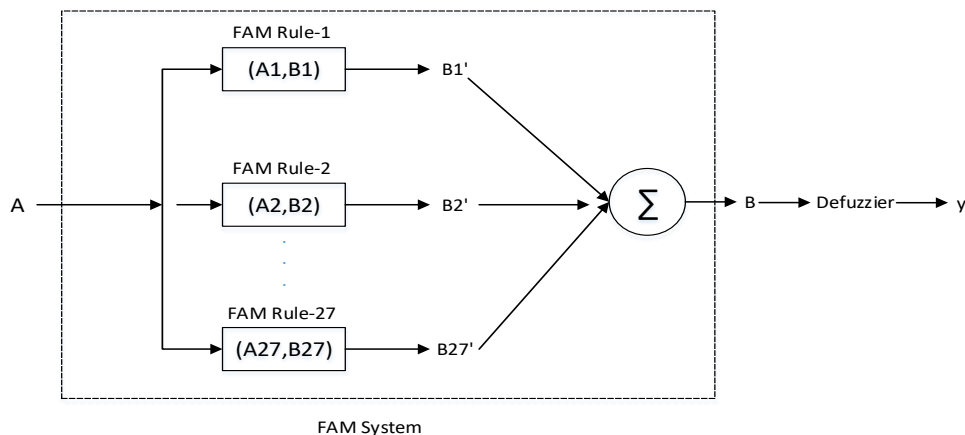 FAM Rule-1
(A1,B1)
B1'
FAM Rule-2
A
(A2,B2)
B2'
Σ
B
Defuzzier
y
FAM Rule-27
(A27,B27)
B27'
FAM System